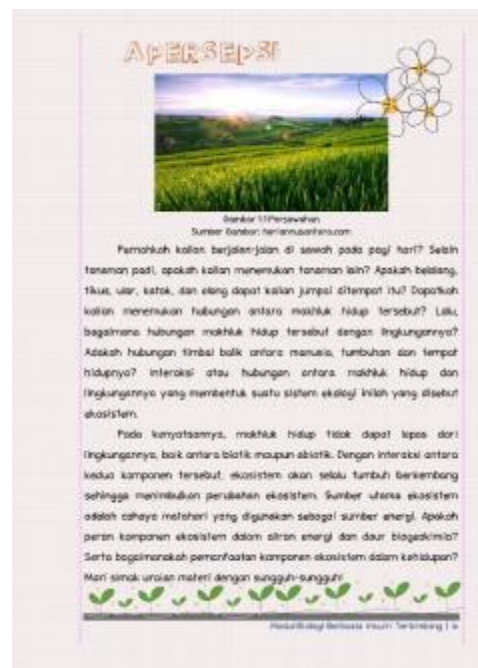 APERSEPSI
Gambar 1.1 Persawahan
Sumber Gambar: hariannusantara.com
Pernahkah kalian berjalan-jalan di sawah pada pagi hari? Selain
tanaman padi, apakah kalian menemukan tanaman lain? Apakah belalang,
tikus, ular, katak, dan elang dapat kalian jumpai ditempat itu? Dapatkah
kalian menemukan hubungan antara makhluk hidup tersebut? Lalu,
bagaimana hubungan makhluk hidup tersebut dengan lingkungannya?
Adakah hubungan timbal balik antara manusia, tumbuhan dan tempat
hidupnya? Interaksi atau hubungan antara makhluk hidup dan
lingkungannya yang membentuk suatu sistem ekologi inilah yang disebut
ekosistem.
Pada kenyataannya, makhluk hidup tidak dapat lepas dari
lingkungannya, baik antara biotik maupun abiotik. Dengan interaksi antara
kedua komponen tersebut, ekosistem akan selalu tumbuh berkembang
sehingga menimbulkan perubahan ekosistem. Sumber utama ekosistem
adalah cahaya matahari yang digunakan sebagai sumber energi. Apakah
peran komponen ekosistem dalam aliran energi dan daur biogeokimia?
Serta bagaimanakah pemanfaatan komponen ekosistem dalam kehidupan?
Mari simak uraian materi dengan sungguh-sungguh!
Modul Biologi Berbasis Inkuiri Terbimbing |